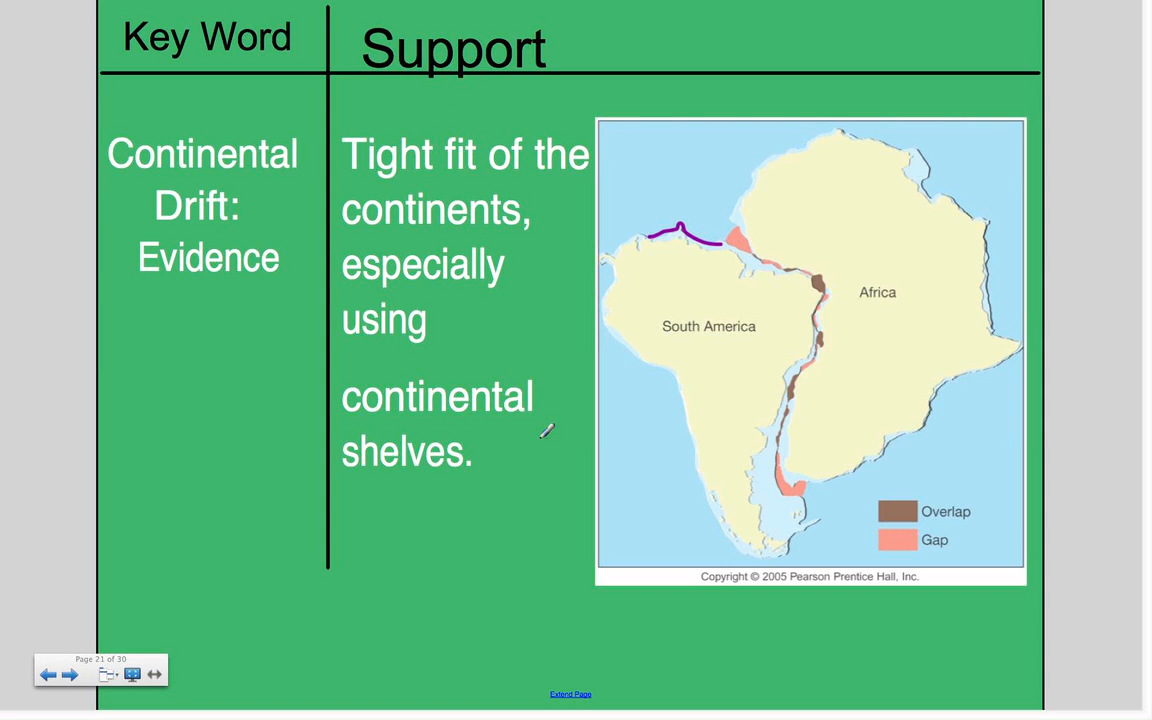 Key Word
Support
Continental
Drift:
Evidence
Tight fit of the
continents,
especially
using
continental
shelves.
Africa
South America
Overlap
Gap
Copyright © 2005 Pearson Prentice Hall, Inc.
Page 21 of 30
Extend Page